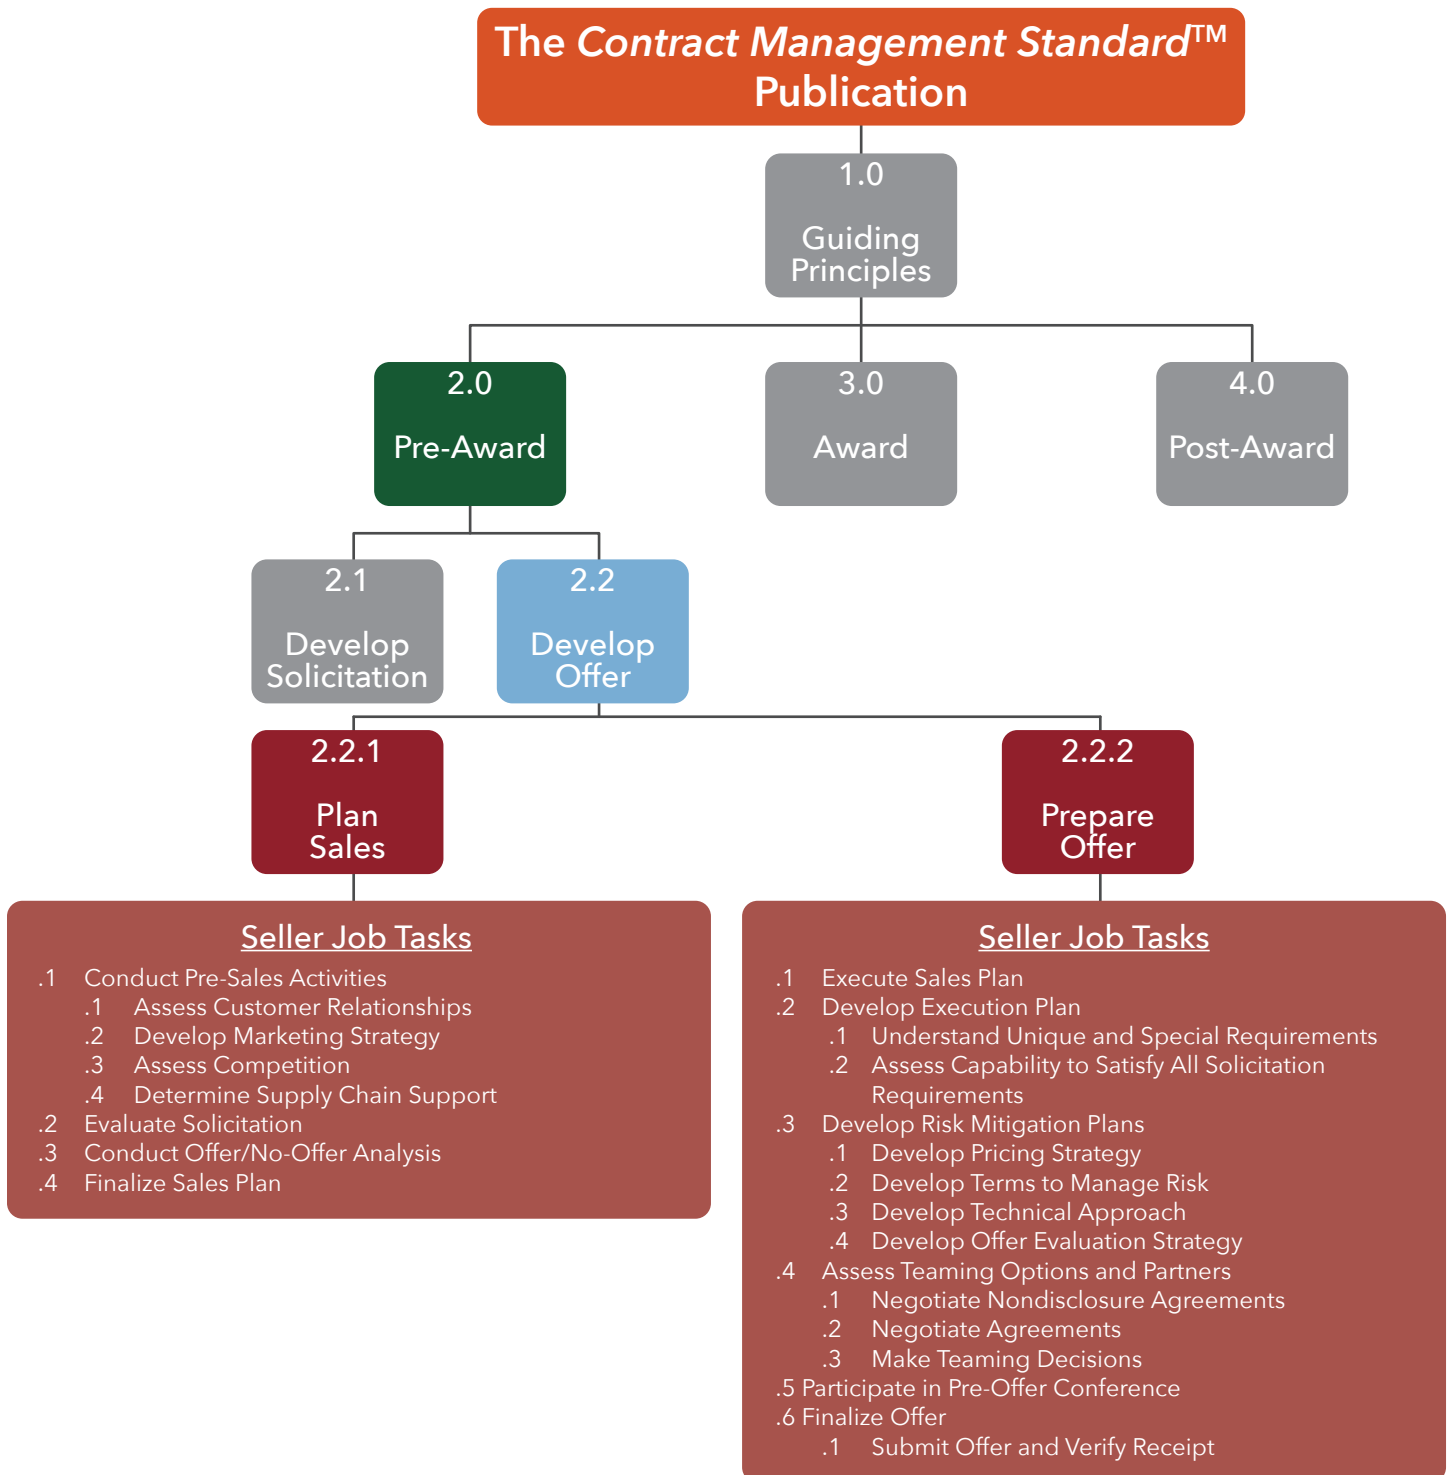 The Contract Management Standard™
Publication
1.0
Guiding
Principles
2.0
Pre-Award
3.0
Award
4.0
Post-Award
2.1
Develop
Solicitation
2.2
Develop
Offer
2.2.1
Plan
Sales
2.2.2
Prepare
Offer
Seller Job Tasks
.1 Conduct Pre-Sales Activities
.1 Assess Customer Relationships
.2 Develop Marketing Strategy
.3 Assess Competition
.4 Determine Supply Chain Support
.2 Evaluate Solicitation
.3 Conduct Offer/No-Offer Analysis
.4 Finalize Sales Plan
Seller Job Tasks
.1 Execute Sales Plan
.2 Develop Execution Plan
.1 Understand Unique and Special Requirements
.2 Assess Capability to Satisfy All Solicitation
Requirements
.3 Develop Risk Mitigation Plans
.1 Develop Pricing Strategy
.2 Develop Terms to Manage Risk
.3 Develop Technical Approach
.4 Develop Offer Evaluation Strategy
.4 Assess Teaming Options and Partners
.1 Negotiate Nondisclosure Agreements
.2 Negotiate Agreements
.3 Make Teaming Decisions
.5 Participate in Pre-Offer Conference
.6 Finalize Offer
.1 Submit Offer and Verify Receipt